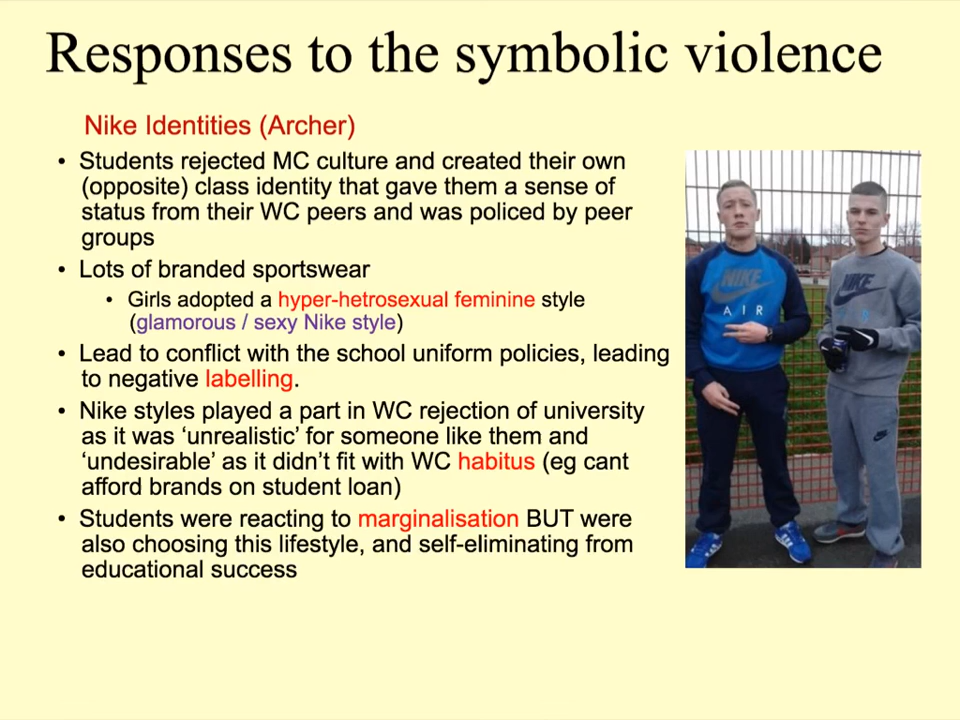 Responses to the symbolic violence
Nike Identities (Archer)
• Students rejected MC culture and created their own
(opposite) class identity that gave them a sense of
status from their WC peers and was policed by peer
groups
• Lots of branded sportswear
• Girls adopted a hyper-hetrosexual feminine style
(glamorous / sexy Nike style)
• Lead to conflict with the school uniform policies, leading
to negative labelling.
• Nike styles played a part in WC rejection of university
as it was ‘unrealistic’ for someone like them and
‘undesirable’ as it didn’t fit with WC habitus (eg cant
afford brands on student loan)
• Students were reacting to marginalisation BUT were
also choosing this lifestyle, and self-eliminating from
educational success
NIKE
AIR
NIKE